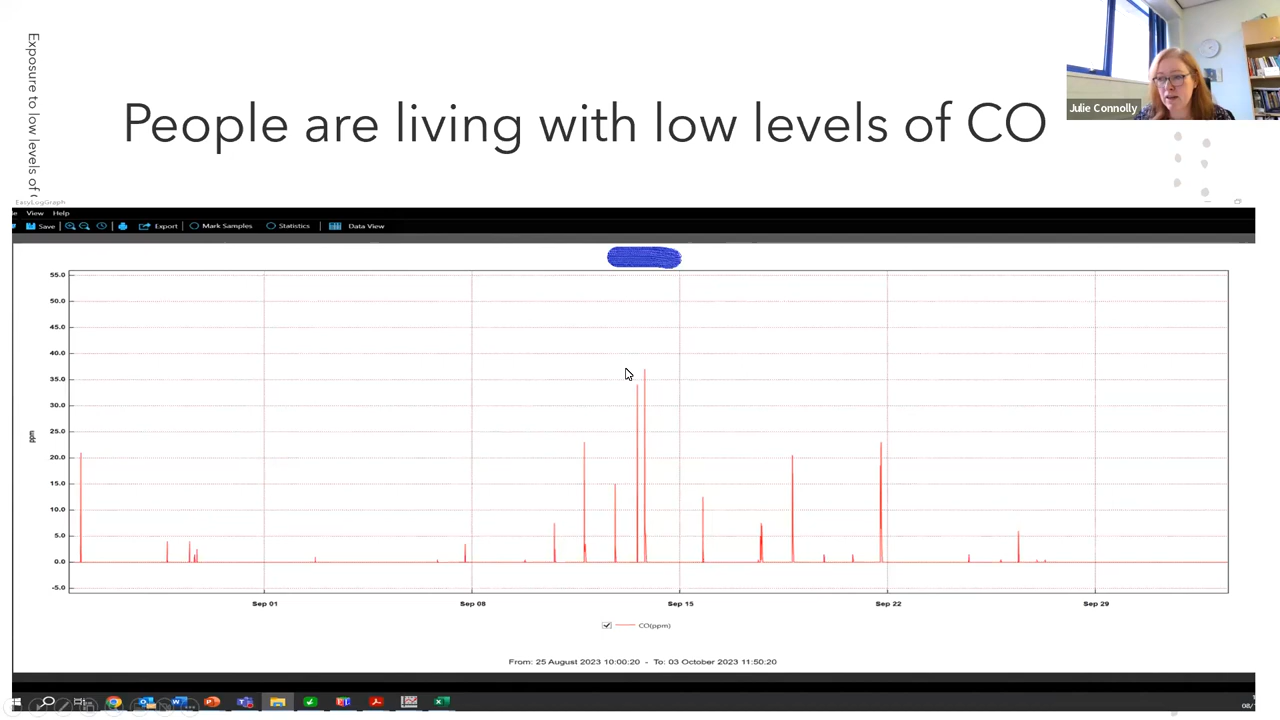 Exposure to low levels of
People are living with low levels of CO
Julie Connolly
EasyLogGraph
View Help
Save Export Mark Samples Statistics Data View
55.0
50.0
45.0
40.0
35.0
30.0
25.0
20.0
15.0
10.0
5.0
0.0
-5.0
ppm
Sep 01 Sep 08 Sep 15 Sep 22 Sep 29
CO(ppm)
From: 25 August 2023 10:00:20 - To: 03 October 2023 11:50:20